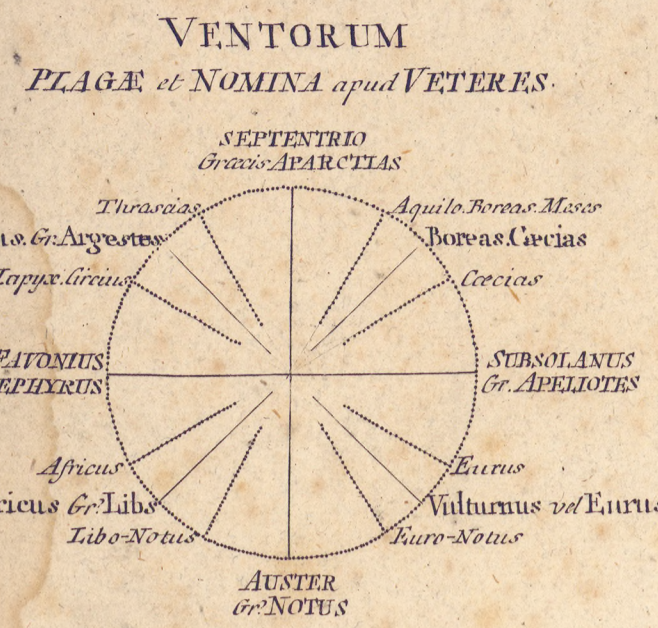 VENTORUM
PLAGÆ et NOMINA apud VETERES.
SEPTENTRIO
Græcis APARCTIAS
Thrascias
Aquilo. Boreas. Meses
Gr. Argestes
Boreas. Cæcias
Iapyx. Circius
Cæcias
FAVONIUS
SUBSOLANUS
ZEPHYRUS
Gr. APELIOTES
Africus
Eurus
Gr. Libs
Vulturnus vel Eurus
Libo-Notus
Euro-Notus
AUSTER
Gr. NOTUS